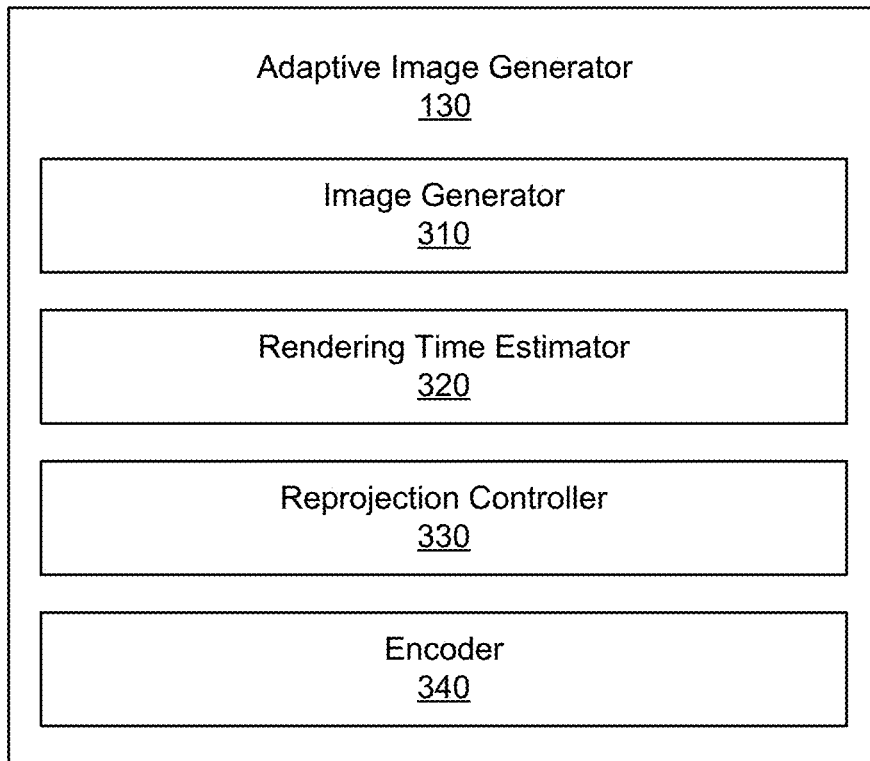 Adaptive Image Generator
130
Image Generator
310
Rendering Time Estimator
320
Reprojection Controller
330
Encoder
340